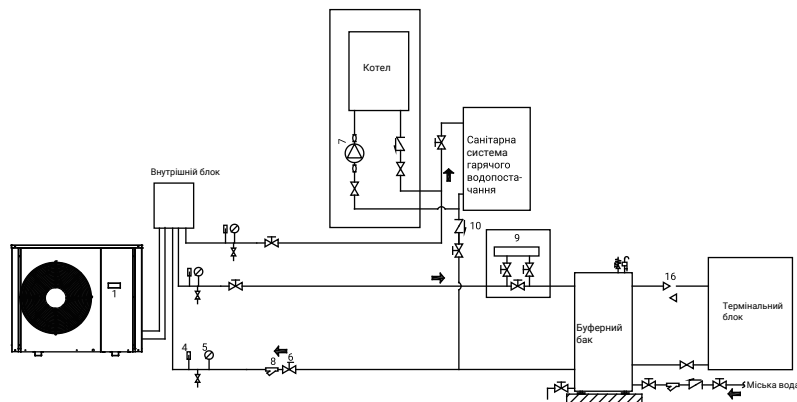 Котел
7
Санітарна
система
гарячого
водопоста-
чання
Внутрішній блок
10
9
1
16
Термінальний
блок
Буферний
бак
4
5
8
6
Міська вода